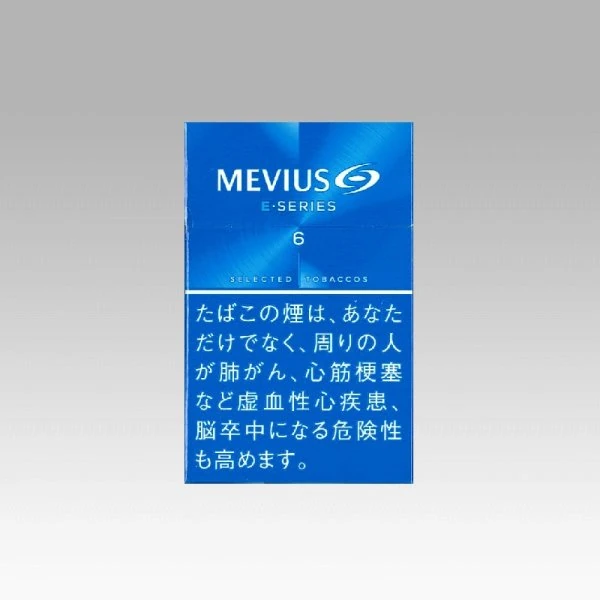 MEVIUS
E·SERIES
6
SELECTED TOBACCOS
たばこの煙は、あなた
だけでなく、周りの人
が肺がん、心筋梗塞
など虚血性心疾患、
脳卒中になる危険性
も高めます。